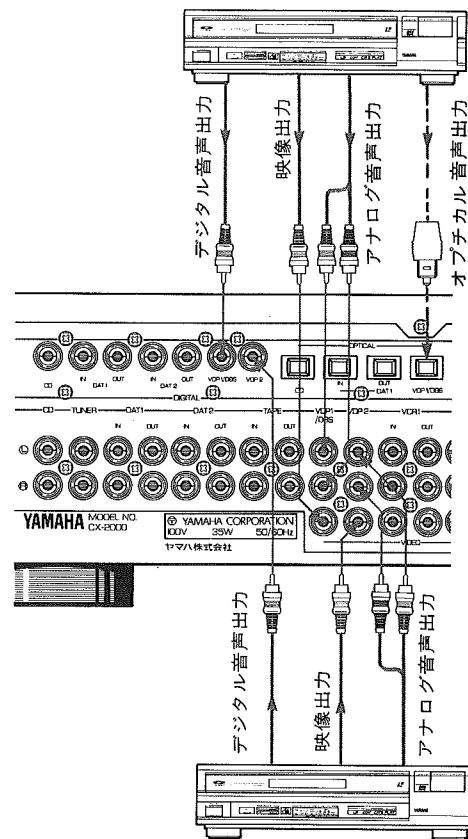 デジタル音声出力
映像出力
アナログ音声出力
オプチカル音声出力
OPTICAL
CD
IN
OUT
IN
OUT
VDP1/DBS
VDP2
CD
IN
OUT
VDP1/DBS
DAT1
DAT2
DAT1
DIGITAL
CD
TUNER
DAT1
DAT2
TAPE
VDP1
/DBS
VDP2
VCR1
IN
OUT
IN
OUT
IN
OUT
IN
OUT
L
R
VIDEO
YAMAHA MODEL NO.
CX-2000
YAMAHA CORPORATION
100V 35W 50/60Hz
ヤマハ株式会社
デジタル音声出力
映像出力
アナログ音声出力